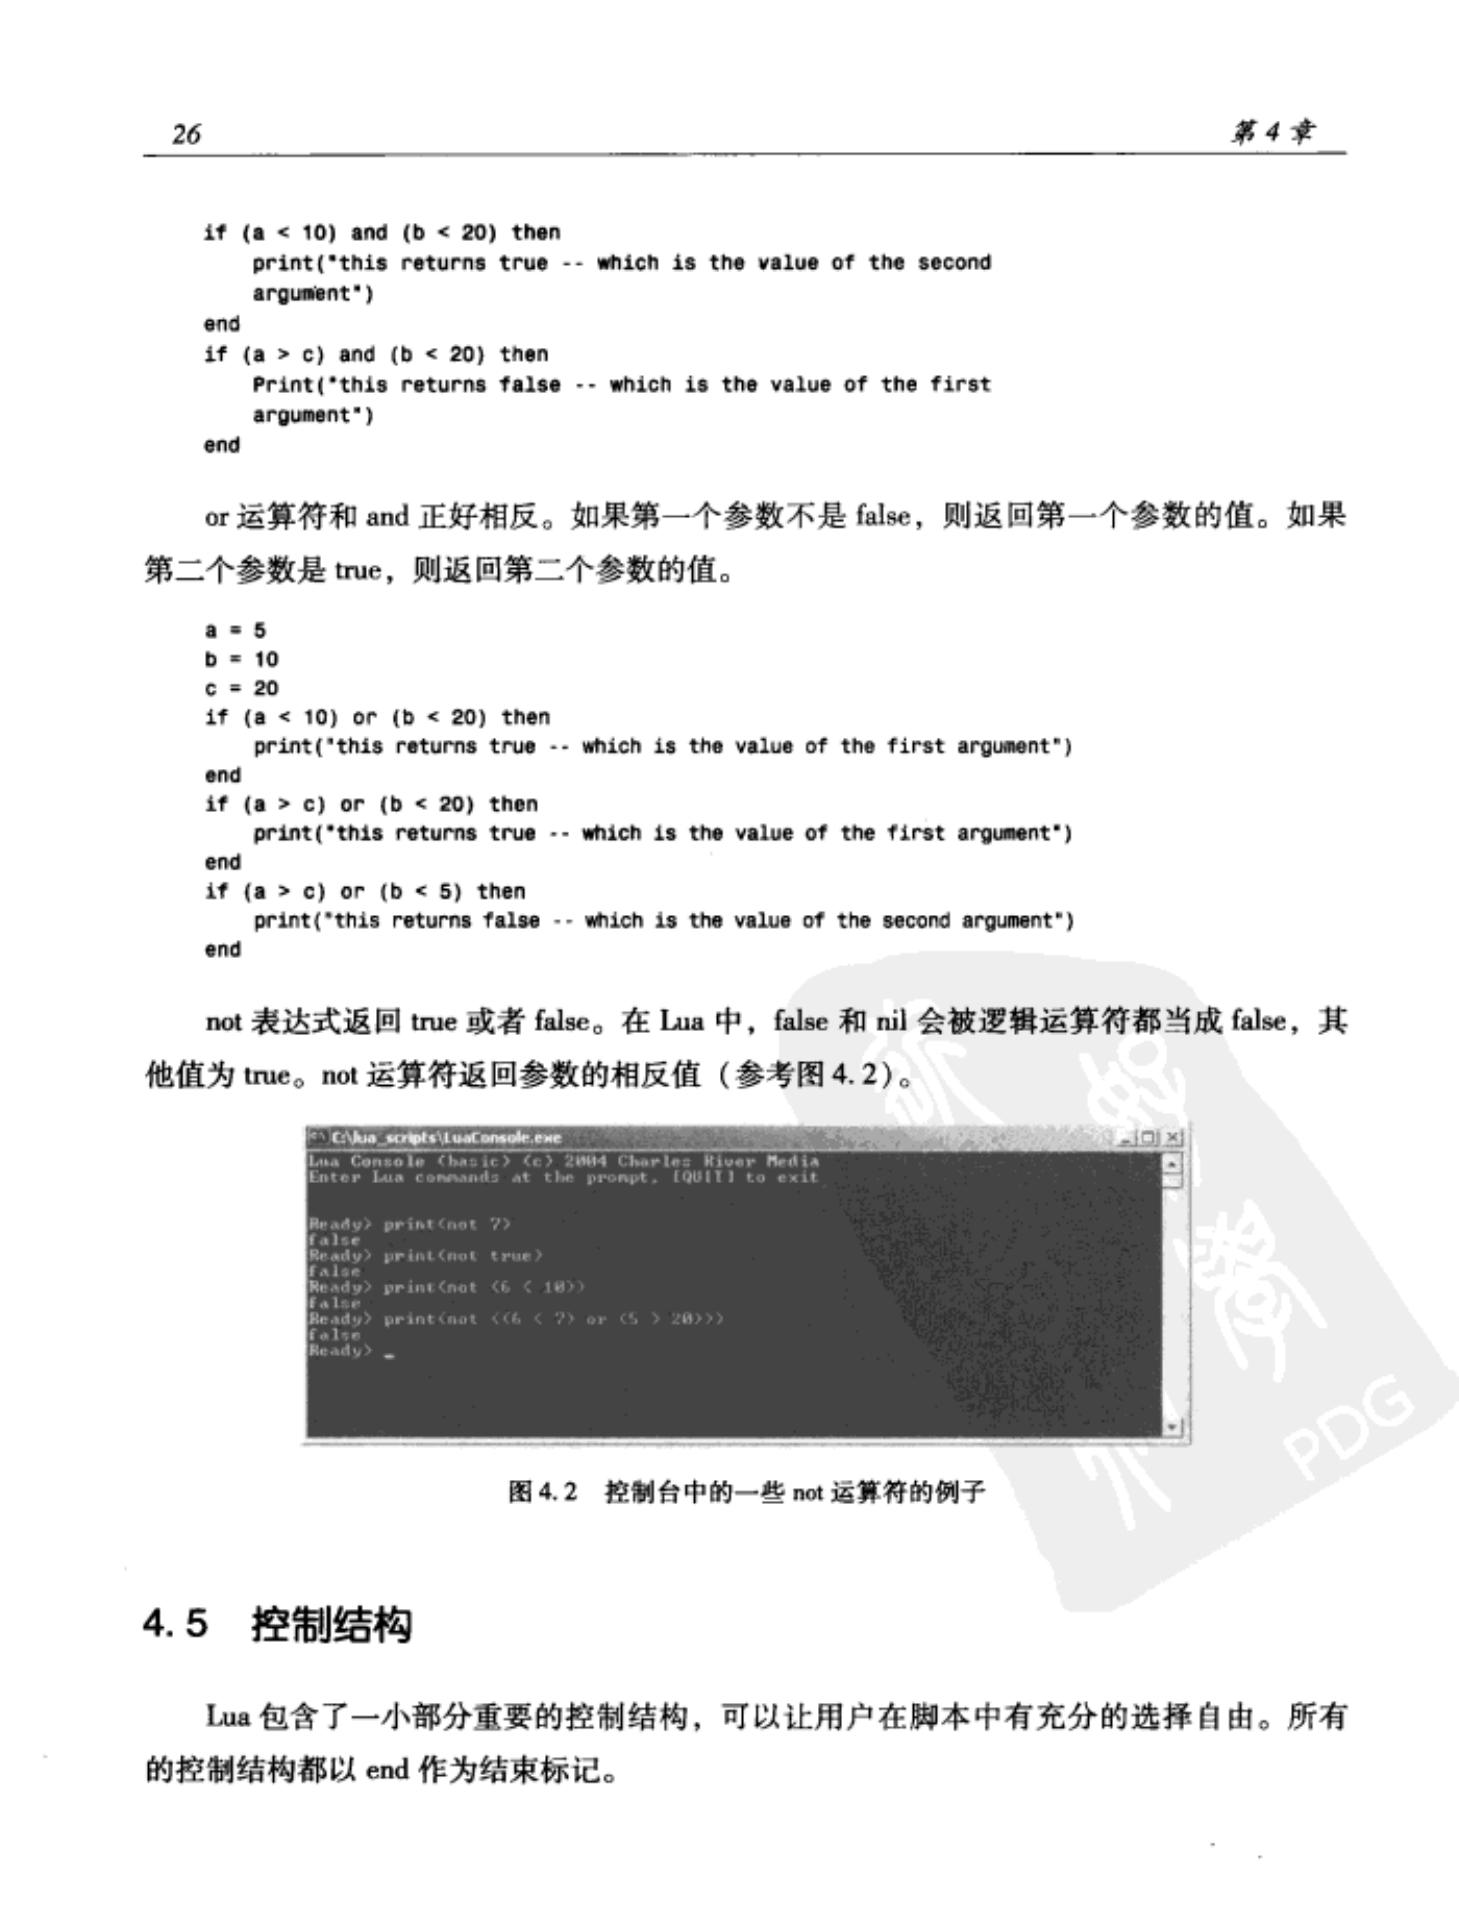 26
第 4 章
if (a < 10) and (b < 20) then
print("this returns true -- which is the value of the second
argument")
end
if (a > c) and (b < 20) then
Print("this returns false -- which is the value of the first
argument")
end
or 运算符和 and 正好相反。如果第一个参数不是 false，则返回第一个参数的值。如果
第二个参数是 true，则返回第二个参数的值。
a = 5
b = 10
c = 20
if (a < 10) or (b < 20) then
print("this returns true -- which is the value of the first argument")
end
if (a > c) or (b < 20) then
print("this returns true -- which is the value of the first argument")
end
if (a > c) or (b < 5) then
print("this returns false -- which is the value of the second argument")
end
not 表达式返回 true 或者 false。在 Lua 中，false 和 nil 会被逻辑运算符都当成 false，其
他值为 true。not 运算符返回参数的相反值（参考图 4.2）。
C:\lua_scripts\LuaConsole.exe
Lua Console (basic) (c) 2004 Charles River Media
Enter Lua commands at the prompt, [QUIT] to exit
Ready> print(not 7)
false
Ready> print(not true)
false
Ready> print(not (6 < 10))
false
Ready> print(not ((6 < 7) or (5 > 20)))
false
Ready> _
PDG
图 4.2 控制台中的一些 not 运算符的例子
4.5 控制结构
Lua 包含了一小部分重要的控制结构，可以让用户在脚本中有充分的选择自由。所有
的控制结构都以 end 作为结束标记。